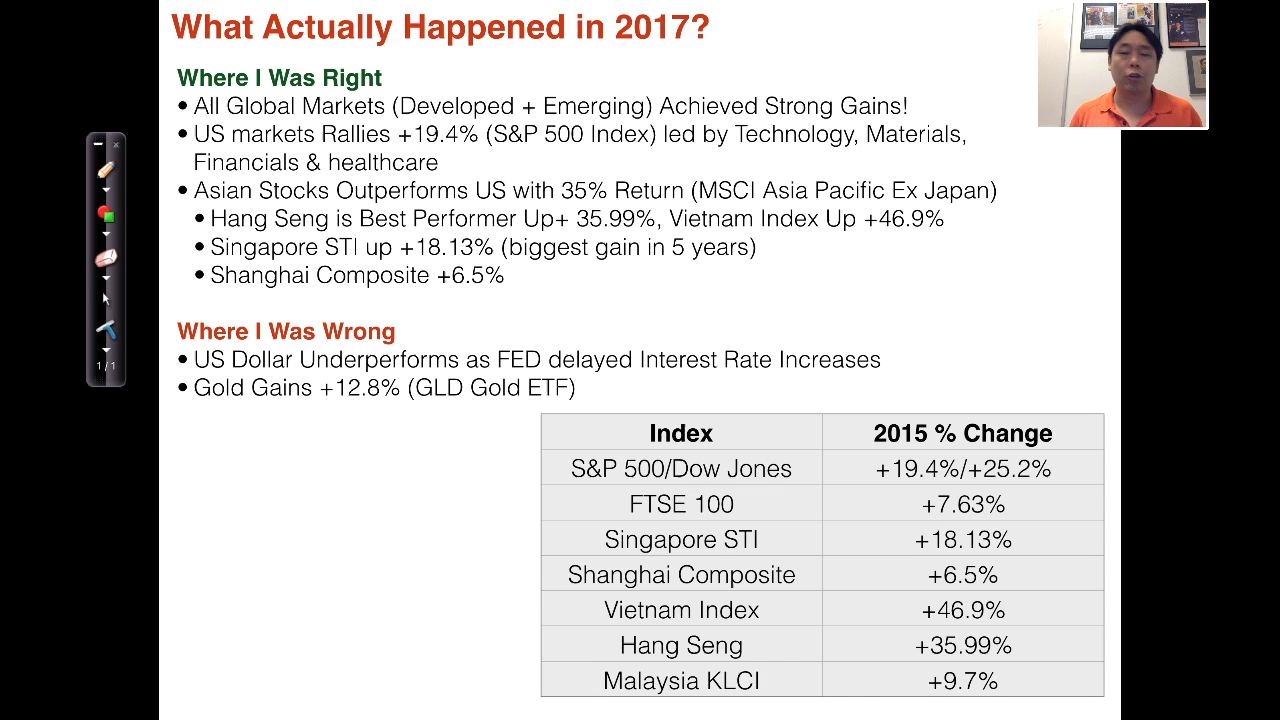 What Actually Happened in 2017?
Where I Was Right
• All Global Markets (Developed + Emerging) Achieved Strong Gains!
• US markets Rallies +19.4% (S&P 500 Index) led by Technology, Materials,
Financials & healthcare
• Asian Stocks Outperforms US with 35% Return (MSCI Asia Pacific Ex Japan)
• Hang Seng is Best Performer Up+ 35.99%, Vietnam Index Up +46.9%
• Singapore STI up +18.13% (biggest gain in 5 years)
• Shanghai Composite +6.5%
Where I Was Wrong
• US Dollar Underperforms as FED delayed Interest Rate Increases
• Gold Gains +12.8% (GLD Gold ETF)
1/1
Index 2015 % Change
S&P 500/Dow Jones +19.4%/+25.2%
FTSE 100 +7.63%
Singapore STI +18.13%
Shanghai Composite +6.5%
Vietnam Index +46.9%
Hang Seng +35.99%
Malaysia KLCI +9.7%